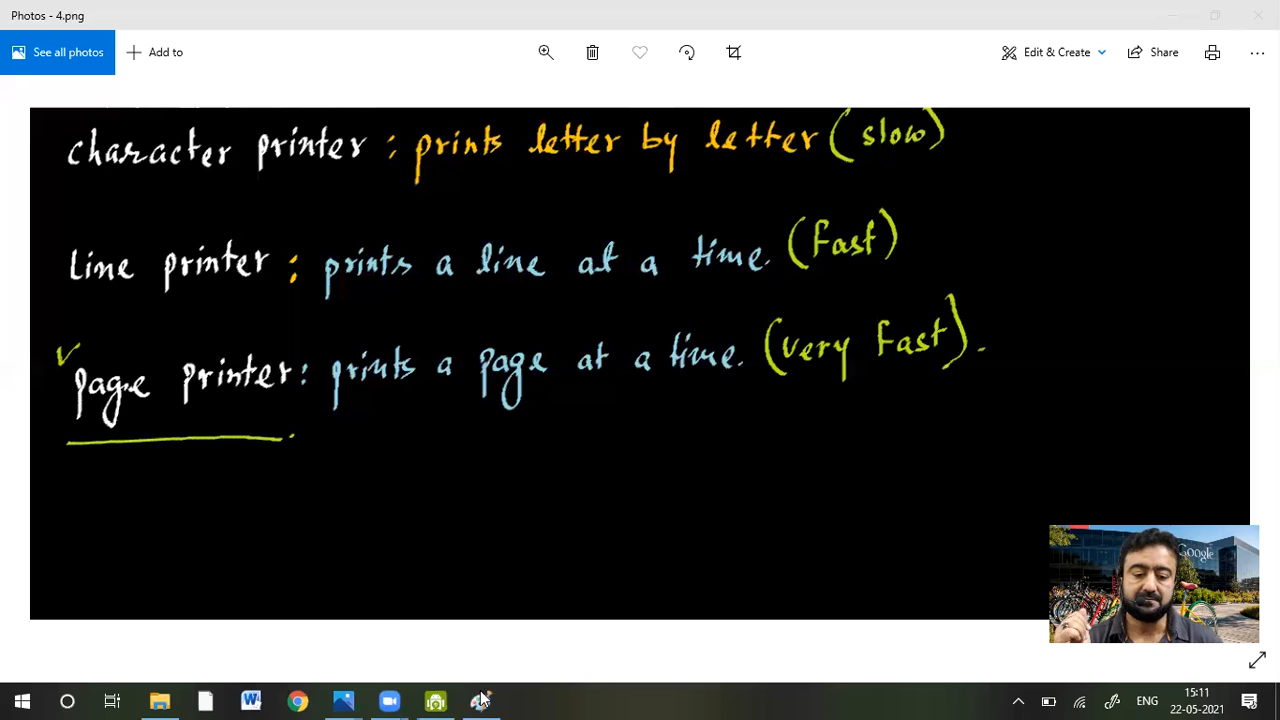 Photos - 4.png
See all photos
Add to
Edit & Create
Share
character printer : prints letter by letter (slow)
Line printer : prints a line at a time. (Fast)
page printer : prints a page at a time. (very fast).
Google
ENG
15:11
22-05-2021